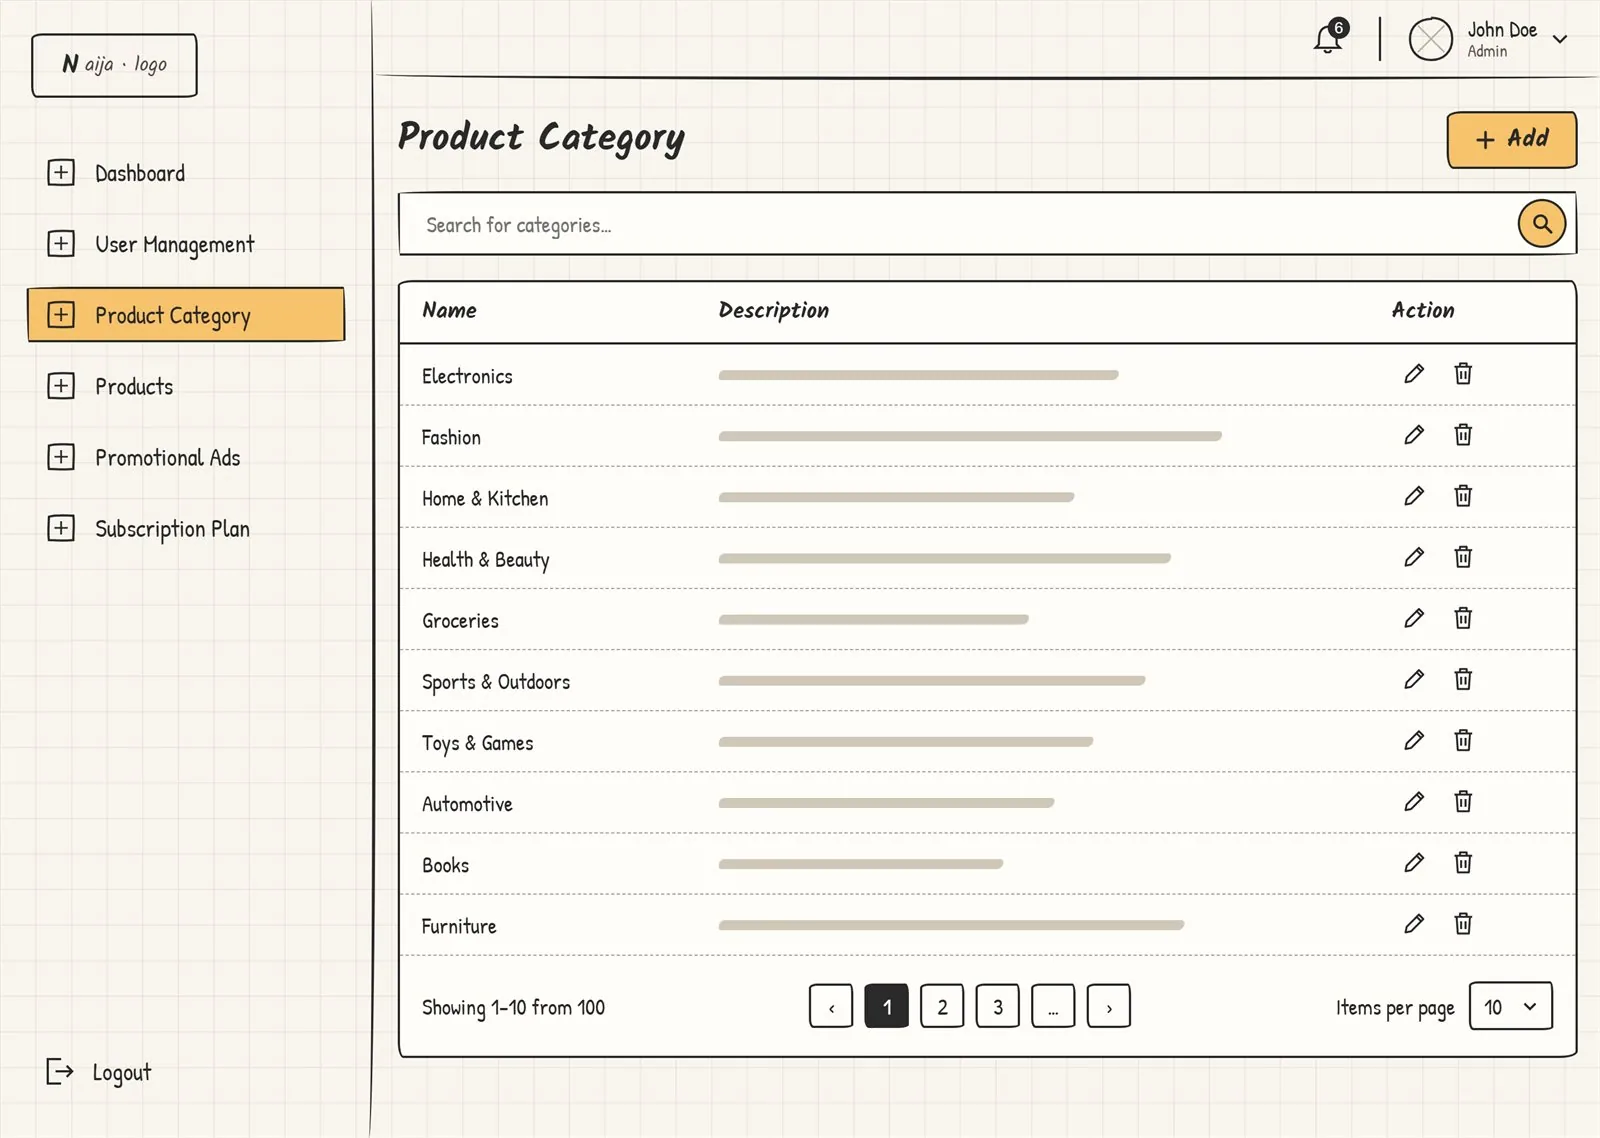 N aija · logo
6
John Doe
Admin
Dashboard
User Management
Product Category
Products
Promotional Ads
Subscription Plan
Logout
Product Category
+ Add
Search for categories...
Name Description Action
Electronics
Fashion
Home & Kitchen
Health & Beauty
Groceries
Sports & Outdoors
Toys & Games
Automotive
Books
Furniture
Showing 1-10 from 100
‹ 1 2 3 ... ›
Items per page 10